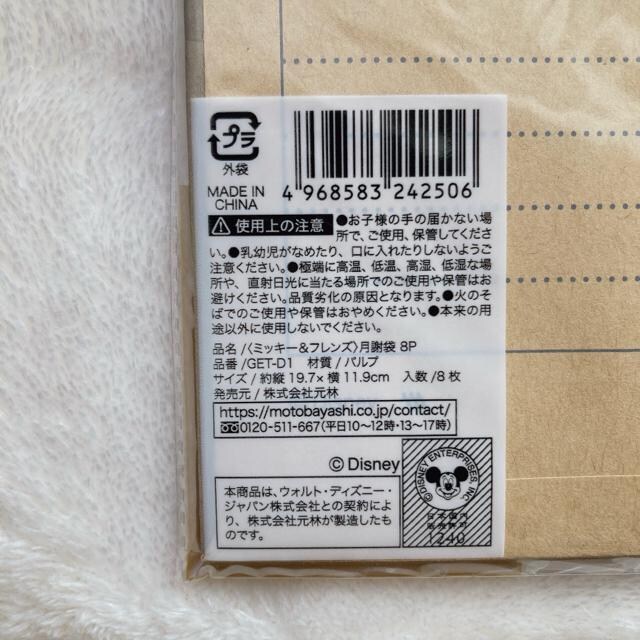 プラ
外袋
MADE IN
CHINA
4 968583 242506
使用上の注意 ●お子様の手の届かない場
所で、ご使用、保管してくださ
い。●乳幼児がなめたり、口に入れたりしないようご
注意ください。●極端に高温、低温、高湿、低湿な場
所や、直射日光に当たる場所でのご使用や保管はお
避けください。品質劣化の原因となります。●火のそ
ばでのご使用や保管はおやめください。●本来の用
途以外に使用しないでください。
品名/〈ミッキー&フレンズ〉月謝袋 8P
品番/GET-D1 材質/パルプ
サイズ/約縦 19.7×横 11.9cm 入数/8枚
発売元/株式会社元林
https://motobayashi.co.jp/contact/
0120-511-667〈平日10〜12時・13〜17時〉
©Disney
©DISNEY ENTERPRISES, INC.
本商品は、ウォルト・ディズニー・
ジャパン株式会社との契約によ
り、株式会社元林が製造したも
のです。
1240